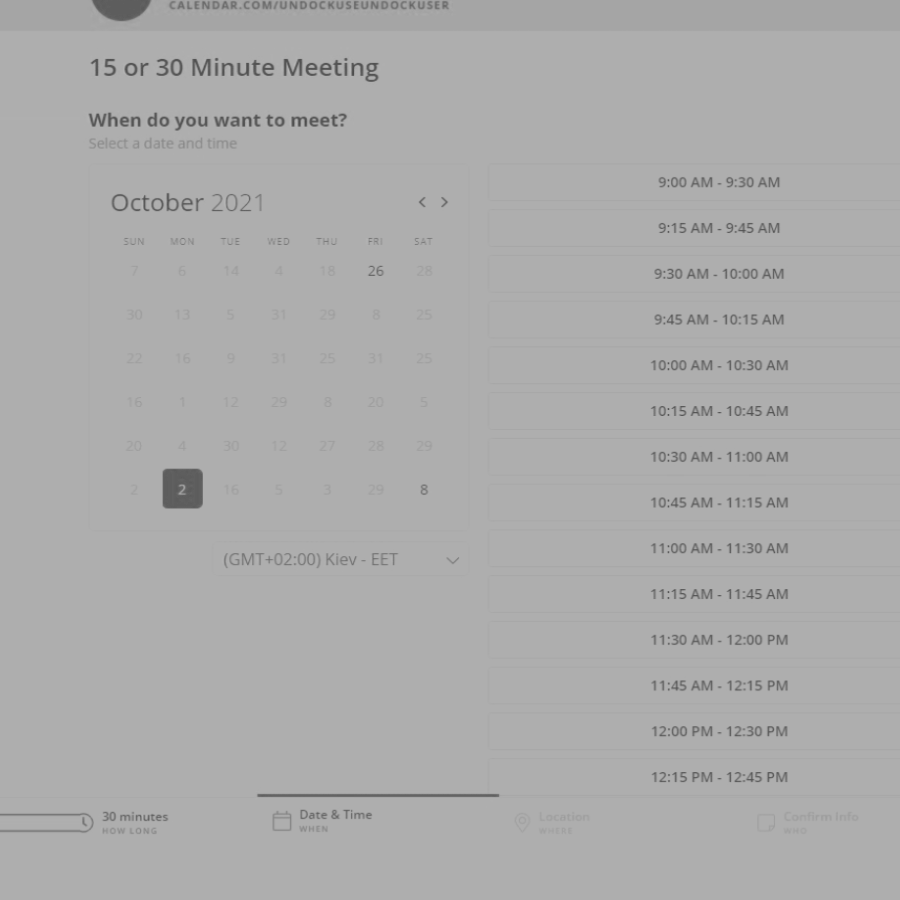 CALENDAR.COM/UNDOCKUSEUNDOCKUSER
15 or 30 Minute Meeting
When do you want to meet?
Select a date and time
October 2021
SUN MON TUE WED THU FRI SAT
7 6 14 4 18 26 28
30 13 5 31 29 8 25
22 16 9 31 25 31 25
16 1 12 29 8 20 5
20 4 30 12 27 28 29
2 2 16 5 3 29 8
(GMT+02:00) Kiev - EET
9:00 AM - 9:30 AM
9:15 AM - 9:45 AM
9:30 AM - 10:00 AM
9:45 AM - 10:15 AM
10:00 AM - 10:30 AM
10:15 AM - 10:45 AM
10:30 AM - 11:00 AM
10:45 AM - 11:15 AM
11:00 AM - 11:30 AM
11:15 AM - 11:45 AM
11:30 AM - 12:00 PM
11:45 AM - 12:15 PM
12:00 PM - 12:30 PM
12:15 PM - 12:45 PM
30 minutes
HOW LONG
Date & Time
WHEN
Location
WHERE
Confirm Info
WHO